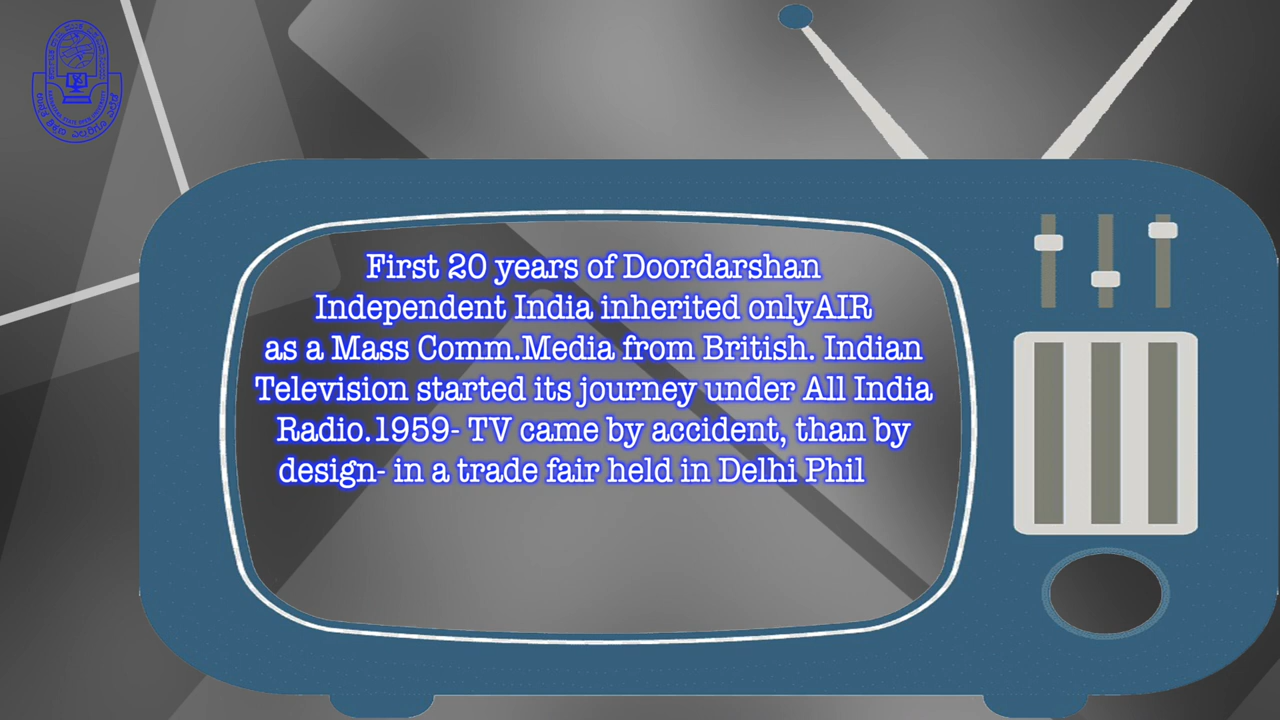 First 20 years of Doordarshan
Independent India inherited onlyAIR
as a Mass Comm.Media from British. Indian
Television started its journey under All India
Radio.1959- TV came by accident, than by
design- in a trade fair held in Delhi Phil